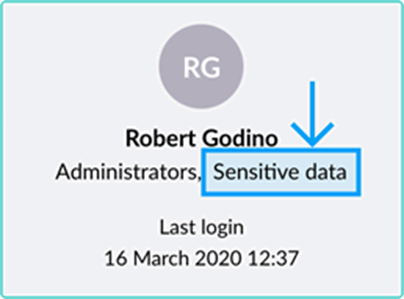 RG
Robert Godino
Administrators, Sensitive data
Last login
16 March 2020 12:37